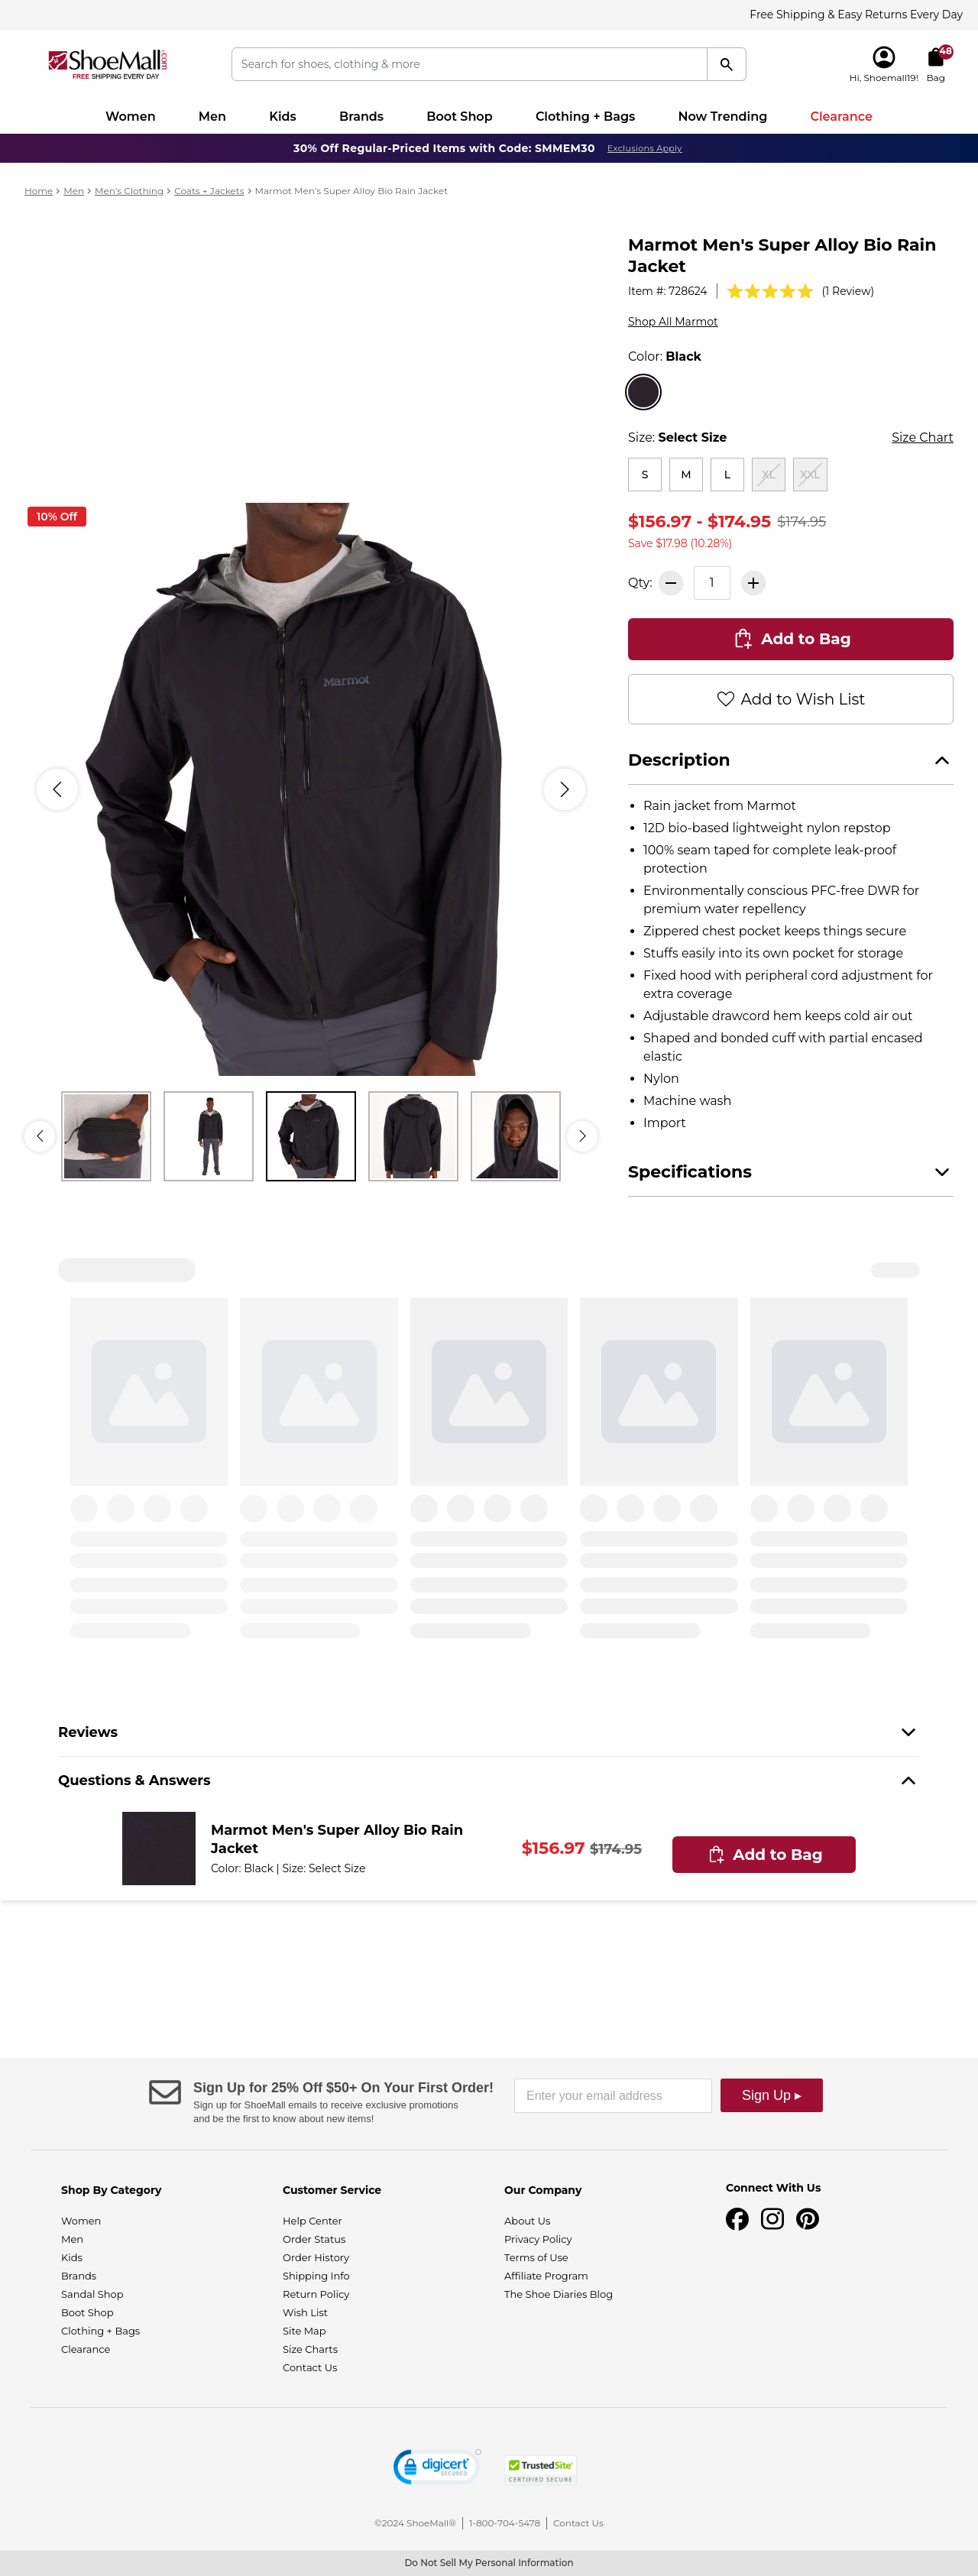 Free Shipping & Easy Returns Every Day
ShoeMall.com
FREE SHIPPING EVERY DAY
Search for shoes, clothing & more
Hi, Shoemall19!
48
Bag
Women Men Kids Brands Boot Shop Clothing + Bags Now Trending Clearance
30% Off Regular-Priced Items with Code: SMMEM30 Exclusions Apply
Home > Men > Men's Clothing > Coats + Jackets > Marmot Men's Super Alloy Bio Rain Jacket
10% Off
Marmot
Marmot Men's Super Alloy Bio Rain
Jacket
Item #: 728624 (1 Review)
Shop All Marmot
Color: Black
Size: Select Size Size Chart
S M L XL XXL
$156.97 - $174.95 $174.95
Save $17.98 (10.28%)
Qty: 1
Add to Bag
Add to Wish List
Description
• Rain jacket from Marmot
• 12D bio-based lightweight nylon repstop
• 100% seam taped for complete leak-proof
protection
• Environmentally conscious PFC-free DWR for
premium water repellency
• Zippered chest pocket keeps things secure
• Stuffs easily into its own pocket for storage
• Fixed hood with peripheral cord adjustment for
extra coverage
• Adjustable drawcord hem keeps cold air out
• Shaped and bonded cuff with partial encased
elastic
• Nylon
• Machine wash
• Import
Specifications
Reviews
Questions & Answers
Marmot Men's Super Alloy Bio Rain
Jacket
Color: Black | Size: Select Size
$156.97 $174.95
Add to Bag
Sign Up for 25% Off $50+ On Your First Order!
Sign up for ShoeMall emails to receive exclusive promotions
and be the first to know about new items!
Enter your email address
Sign Up ▸
Shop By Category
Women
Men
Kids
Brands
Sandal Shop
Boot Shop
Clothing + Bags
Clearance
Customer Service
Help Center
Order Status
Order History
Shipping Info
Return Policy
Wish List
Site Map
Size Charts
Contact Us
Our Company
About Us
Privacy Policy
Terms of Use
Affiliate Program
The Shoe Diaries Blog
Connect With Us
digicert
SECURED
TrustedSite
CERTIFIED SECURE
©2024 ShoeMall® | 1-800-704-5478 | Contact Us
Do Not Sell My Personal Information